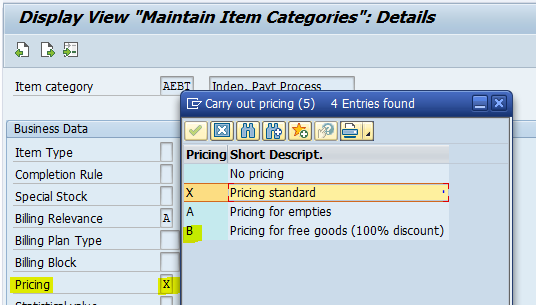 Display View "Maintain Item Categories": Details
Item category AEBT Indep. Payt Process
Carry out pricing (5) 4 Entries found
Business Data
Pricing Short Descript.
Item Type
No pricing
Completion Rule
X Pricing standard
Special Stock
A Pricing for empties
Billing Relevance A
B Pricing for free goods (100% discount)
Billing Plan Type
Billing Block
Pricing X
Statistical value